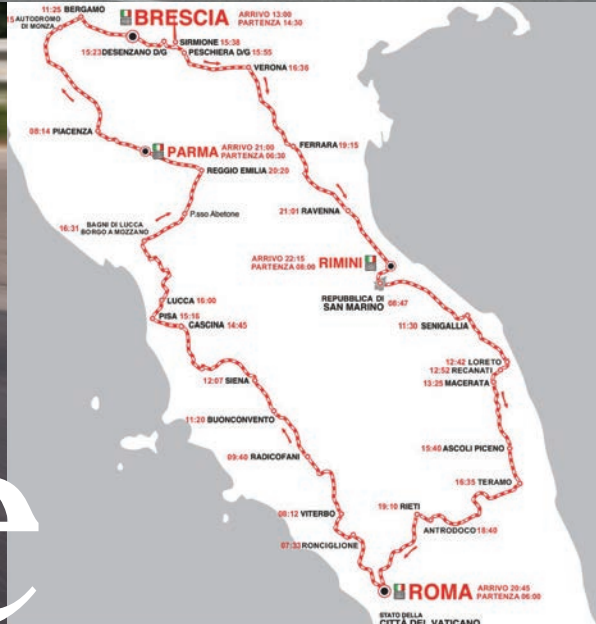 11:25 BERGAMO
15 AUTODROMO
DI MONZA
BRESCIA ARRIVO 13:00
PARTENZA 14:30
SIRMIONE 15:38
15:23 DESENZANO D/G
PESCHIERA D/G 15:55
VERONA 16:36
08:14 PIACENZA
PARMA ARRIVO 21:00
PARTENZA 06:30
FERRARA 19:15
REGGIO EMILIA 20:20
P.sso Abetone
21:01 RAVENNA
16:31 BAGNI DI LUCCA
BORGO A MOZZANO
ARRIVO 22:15
PARTENZA 08:00 RIMINI
REPUBBLICA DI
SAN MARINO 08:47
LUCCA 16:00
PISA 15:16
CASCINA 14:45
11:30 SENIGALLIA
12:42 LORETO
12:52 RECANATI
13:25 MACERATA
12:07 SIENA
11:20 BUONCONVENTO
09:40 RADICOFANI
15:40 ASCOLI PICENO
16:35 TERAMO
19:10 RIETI
08:12 VITERBO
ANTRODOCO 18:40
07:33 RONCIGLIONE
e
ROMA ARRIVO 20:45
PARTENZA 06:00
STATO DELLA
CITTÀ DEL VATICANO